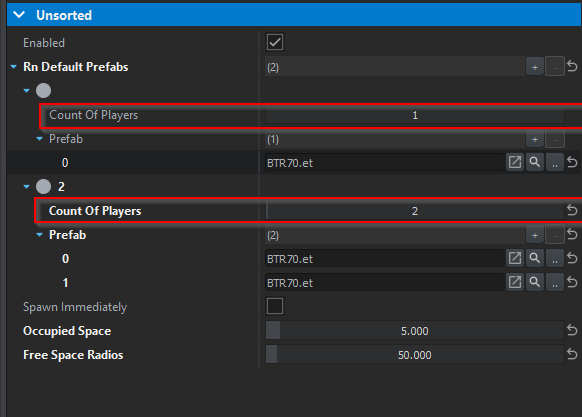 Unsorted
Enabled
Rn Default Prefabs (2) + -
Count Of Players 1
Prefab (1) + -
0 BTR70.et ..
2
Count Of Players 2
Prefab (2) + -
0 BTR70.et ..
1 BTR70.et ..
Spawn Immediately
Occupied Space 5.000
Free Space Radios 50.000